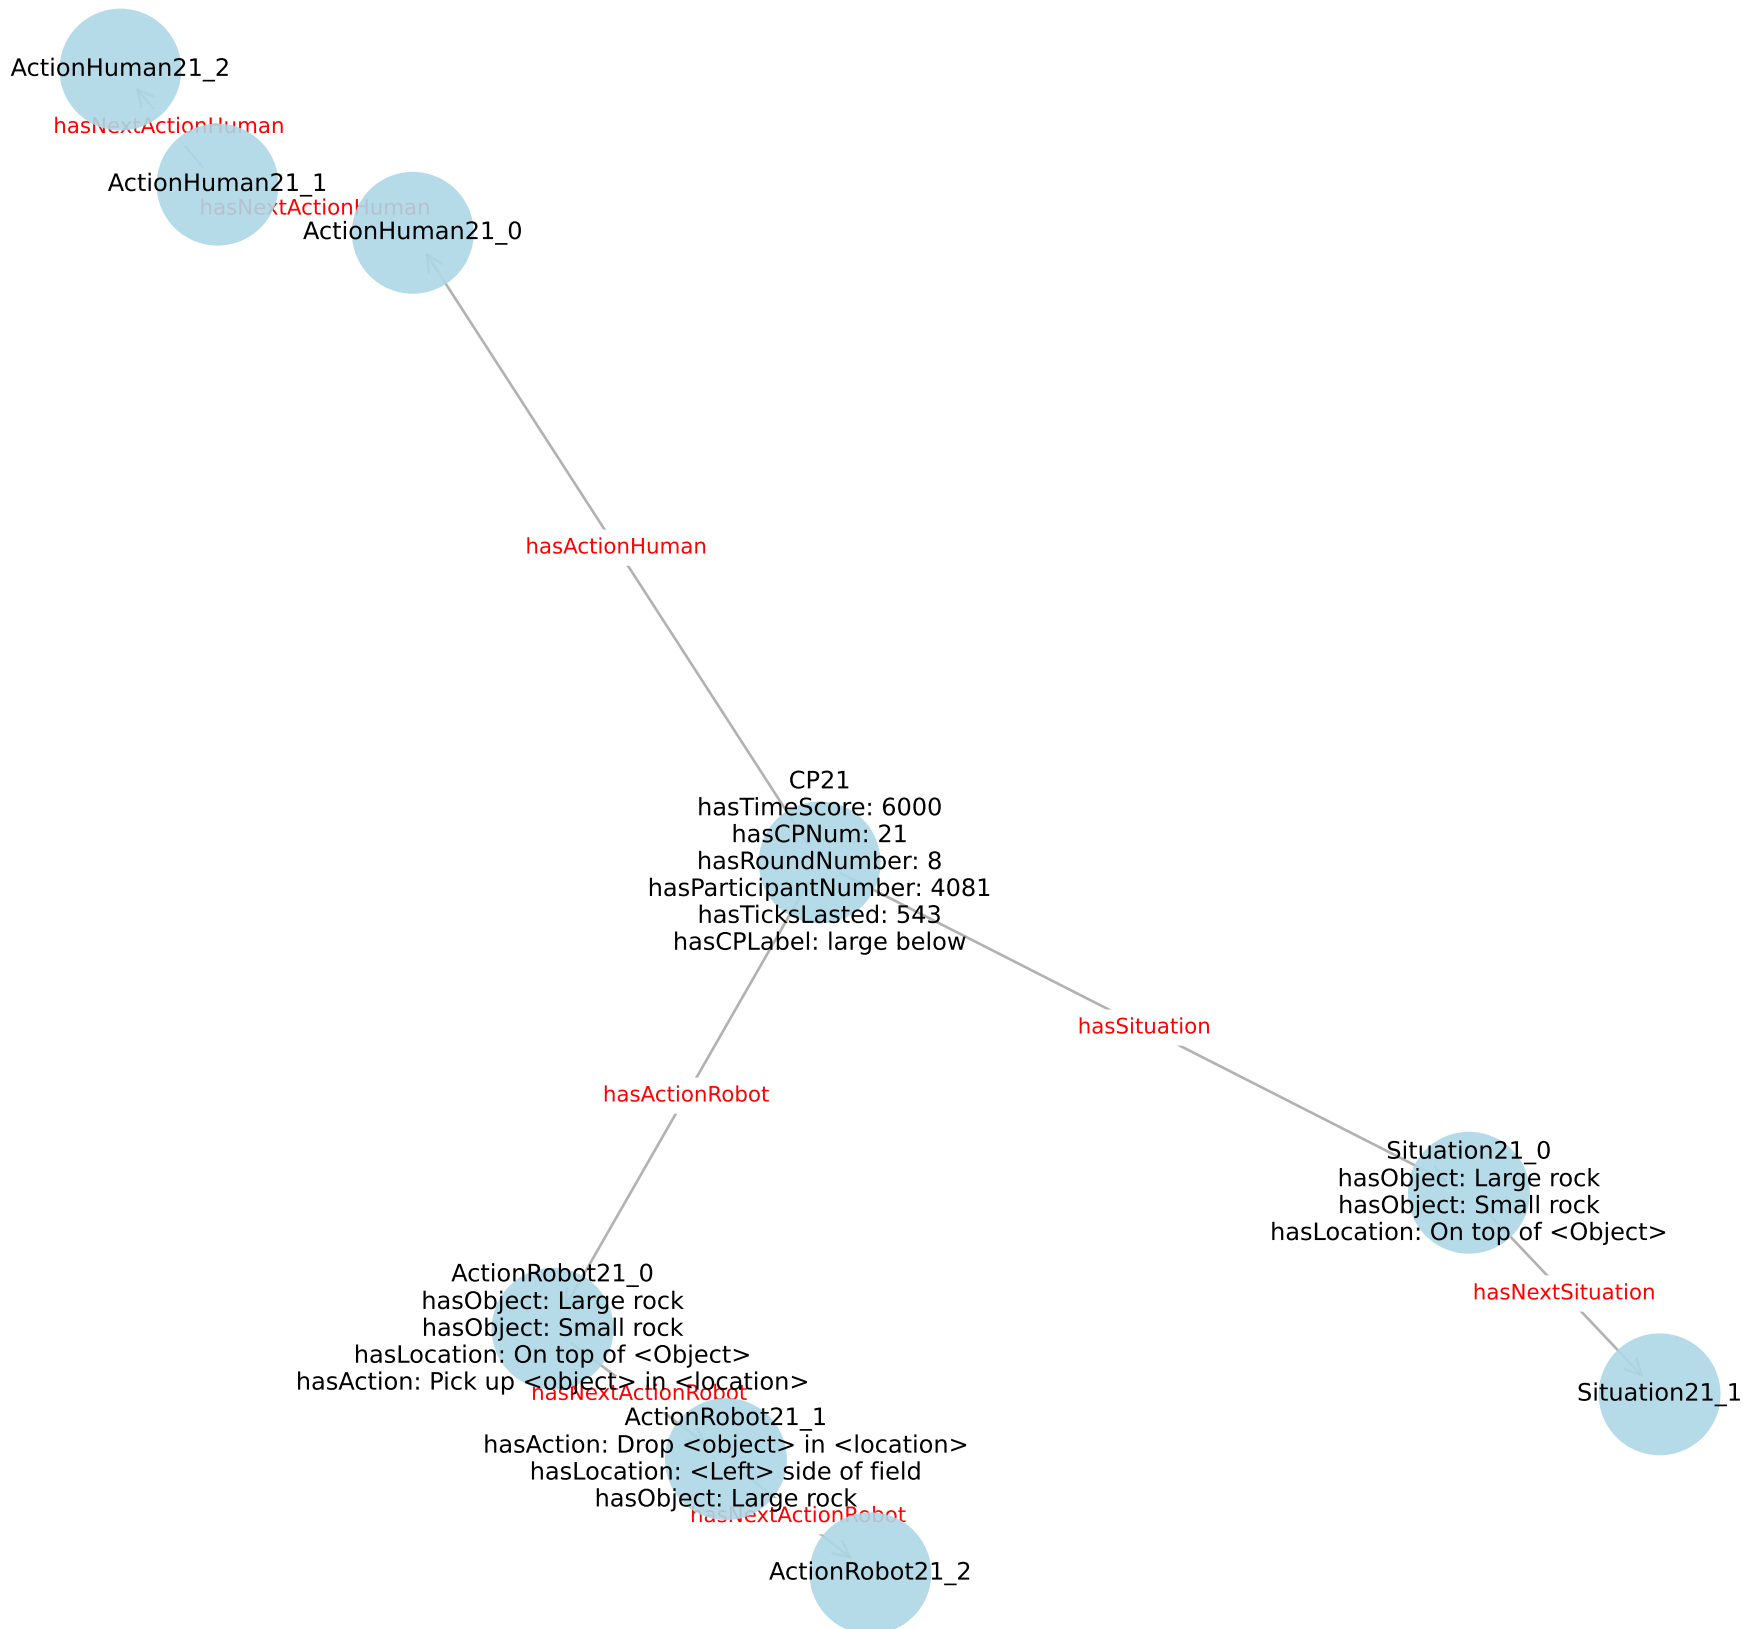 ActionHuman21_2
hasNextActionHuman
ActionHuman21_1
hasNextActionHuman
ActionHuman21_0
hasActionHuman
CP21
hasTimeScore: 6000
hasCPNum: 21
hasRoundNumber: 8
hasParticipantNumber: 4081
hasTicksLasted: 543
hasCPLabel: large below
hasSituation
hasActionRobot
Situation21_0
hasObject: Large rock
hasObject: Small rock
hasLocation: On top of <Object>
hasNextSituation
Situation21_1
ActionRobot21_0
hasObject: Large rock
hasObject: Small rock
hasLocation: On top of <Object>
hasAction: Pick up <object> in <location>
hasNextActionRobot
ActionRobot21_1
hasAction: Drop <object> in <location>
hasLocation: <Left> side of field
hasObject: Large rock
hasNextActionRobot
ActionRobot21_2